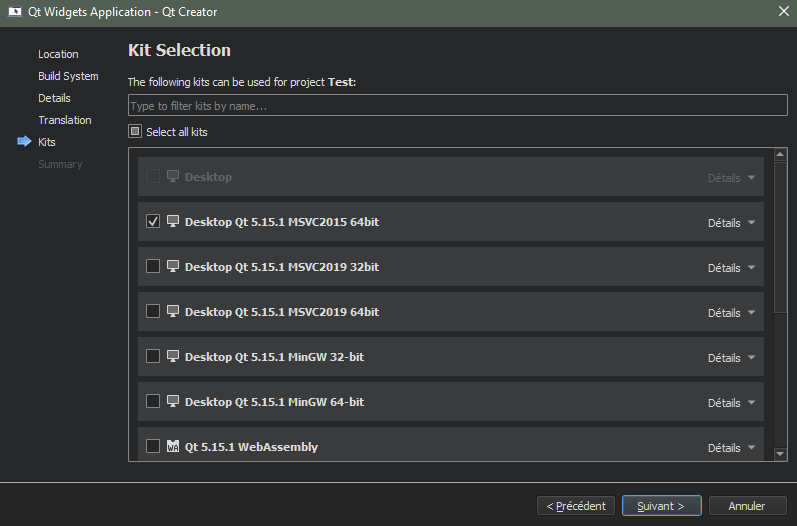 Qt Widgets Application - Qt Creator
Location
Build System
Details
Translation
Kits
Summary
Kit Selection
The following kits can be used for project Test:
Type to filter kits by name...
Select all kits
Desktop Détails
Desktop Qt 5.15.1 MSVC2015 64bit Détails
Desktop Qt 5.15.1 MSVC2019 32bit Détails
Desktop Qt 5.15.1 MSVC2019 64bit Détails
Desktop Qt 5.15.1 MinGW 32-bit Détails
Desktop Qt 5.15.1 MinGW 64-bit Détails
WA Qt 5.15.1 WebAssembly Détails
< Précédent Suivant > Annuler